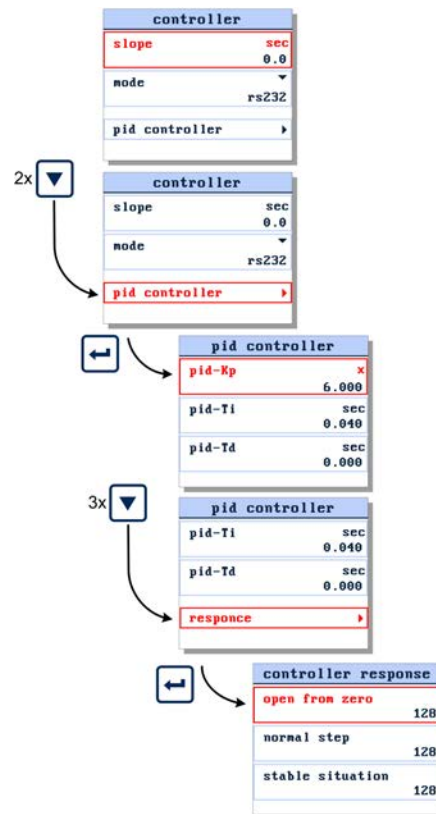 controller
slope sec
0.0
mode
rs232
pid controller
2x
controller
slope sec
0.0
mode
rs232
pid controller
pid controller
pid-Kp x
6.000
pid-Ti sec
0.040
pid-Td sec
0.000
3x
pid controller
pid-Ti sec
0.040
pid-Td sec
0.000
responce
controller response
open from zero
128
normal step
128
stable situation
128